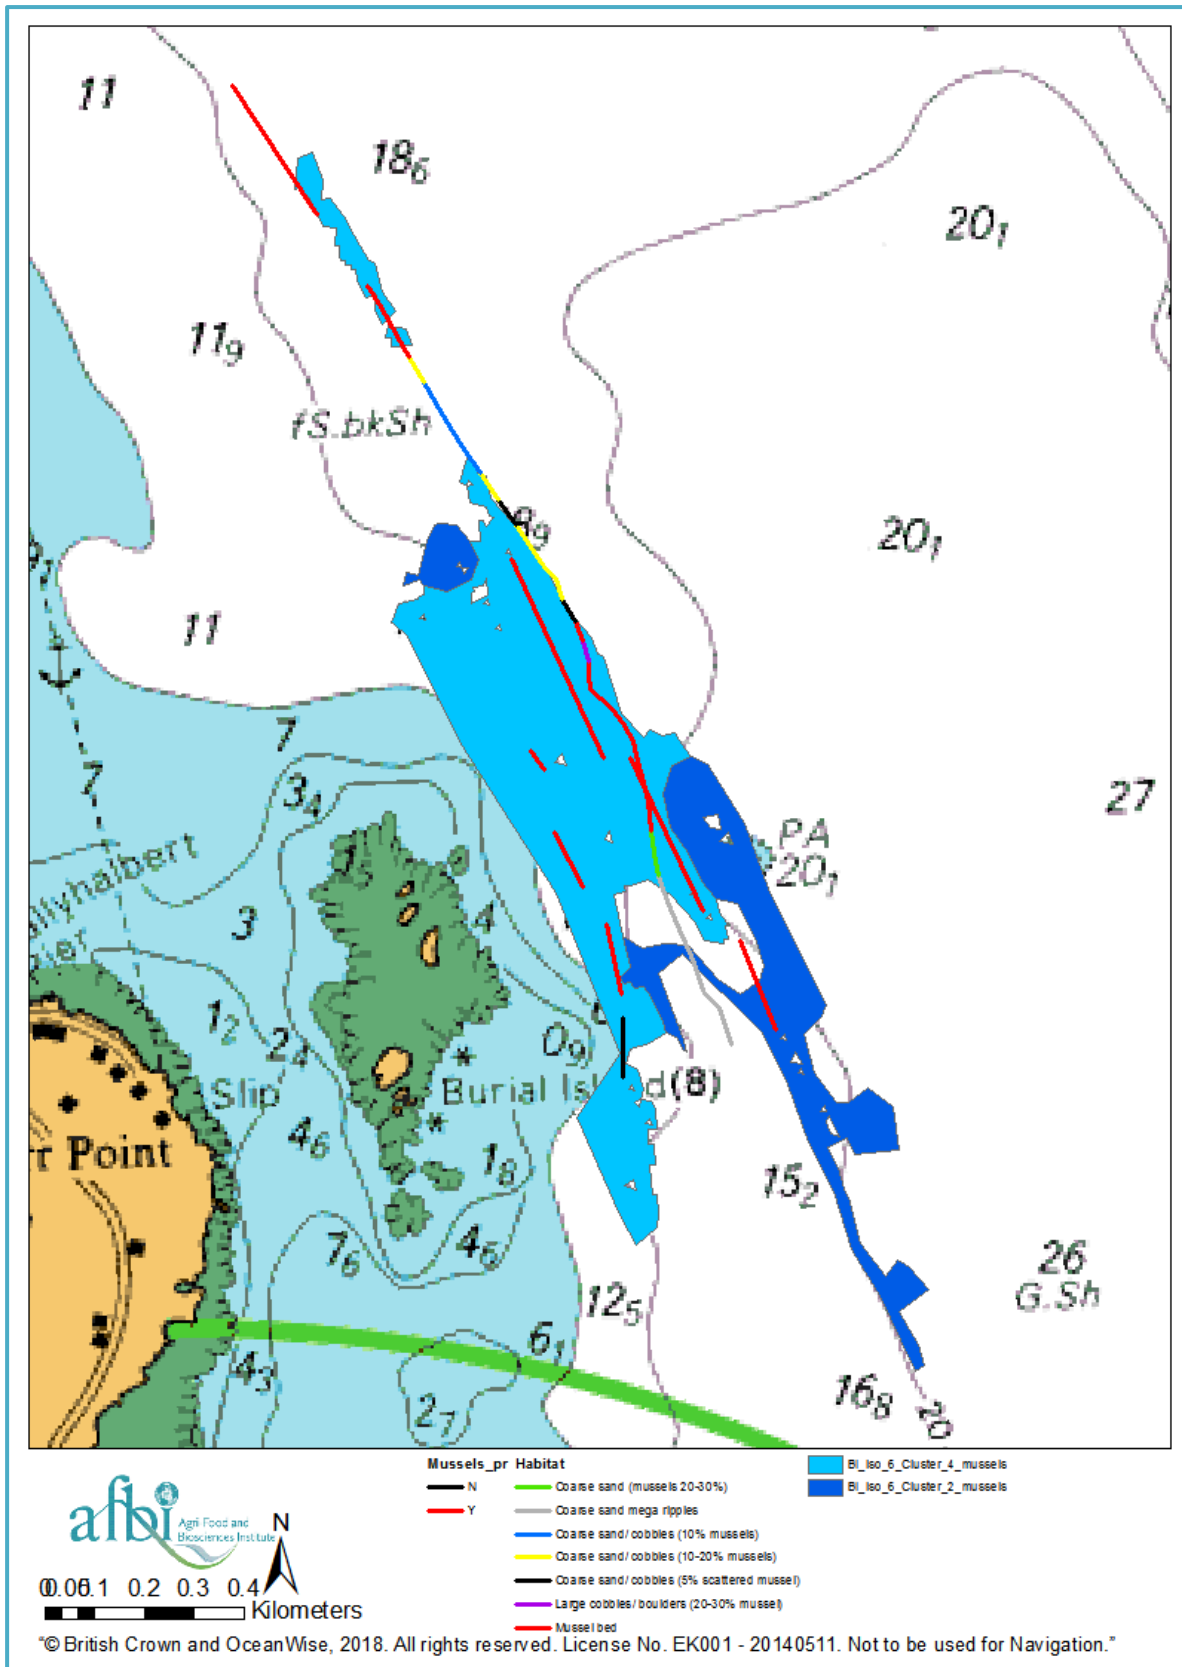 11
18₆
20₁
11₉
fS.bkSh
9
20₁
11
7
3₄
7
27
PA
20₁
llyhalbert
4
3
1₂
2₄
0₉
Slip
Burial Is d(8)
4₆
r Point
1₈
15₂
7₆
4₆
26
G.Sh
12₅
6₁
4₃
16₈
20
2₇
Mussels_pr Habitat
N
Y
Coarse sand (mussels 20-30%)
Coarse sand mega ripples
Coarse sand/ cobbles (10% mussels)
Coarse sand/ cobbles (10-20% mussels)
Coarse sand/ cobbles (5% scattered mussel)
Large cobbles/ boulders (20-30% mussel)
Mussel bed
BI_Iso_6_Cluster_4_mussels
BI_Iso_6_Cluster_2_mussels
afbi Agri Food and
Biosciences Institute
N
0 0.05 0.1 0.2 0.3 0.4
Kilometers
"© British Crown and OceanWise, 2018. All rights reserved. License No. EK001 - 20140511. Not to be used for Navigation."